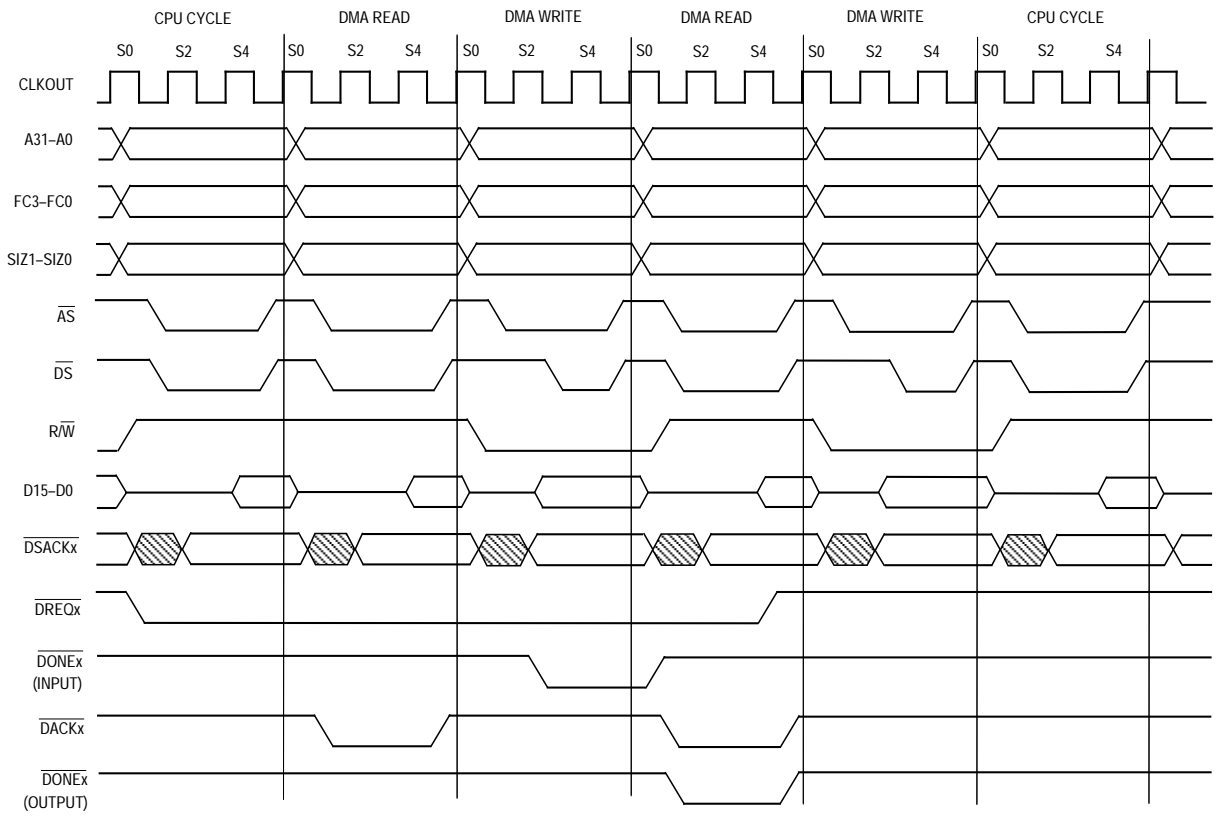 CPU CYCLE DMA READ DMA WRITE DMA READ DMA WRITE CPU CYCLE
S0 S2 S4 S0 S2 S4 S0 S2 S4 S0 S2 S4 S0 S2 S4 S0 S2 S4
CLKOUT
A31–A0
FC3–FC0
SIZ1–SIZ0
AS
DS
R/W
D15–D0
DSACKx
DREQx
DONEx
(INPUT)
DACKx
DONEx
(OUTPUT)